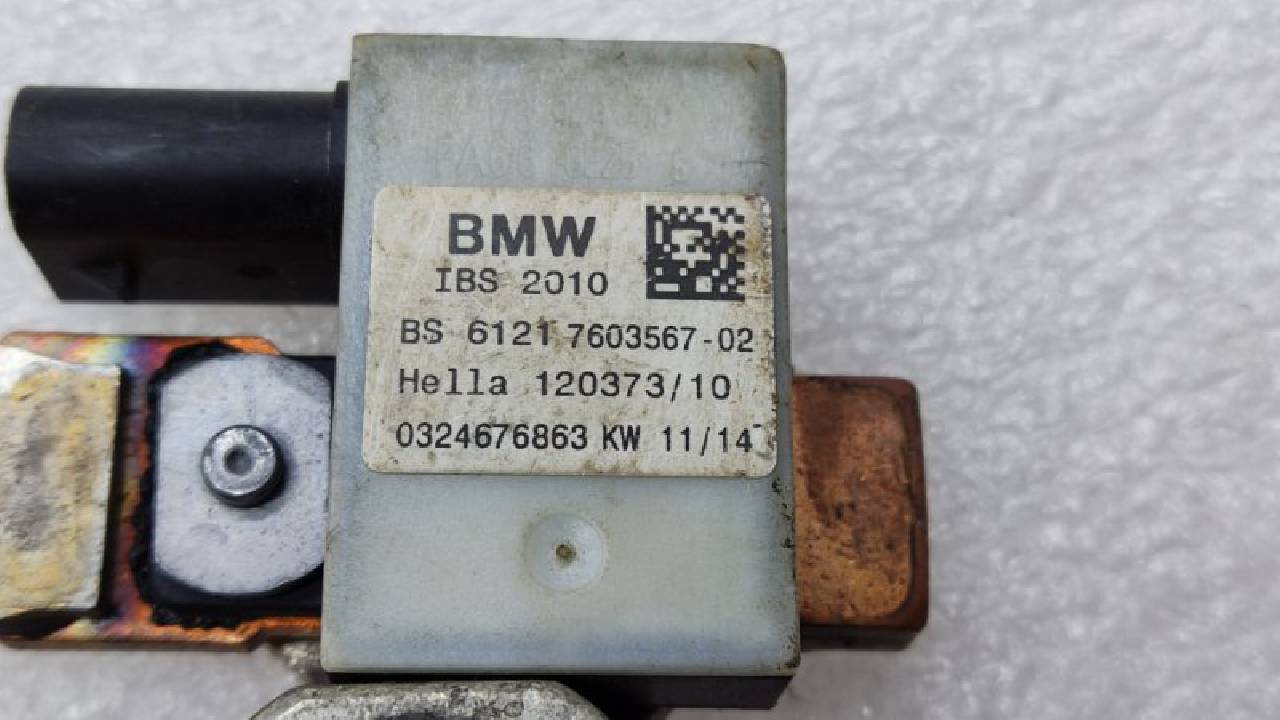 BMW
IBS 2010
BS 6121 7603567-02
Hella 120373/10
0324676863 KW 11/14